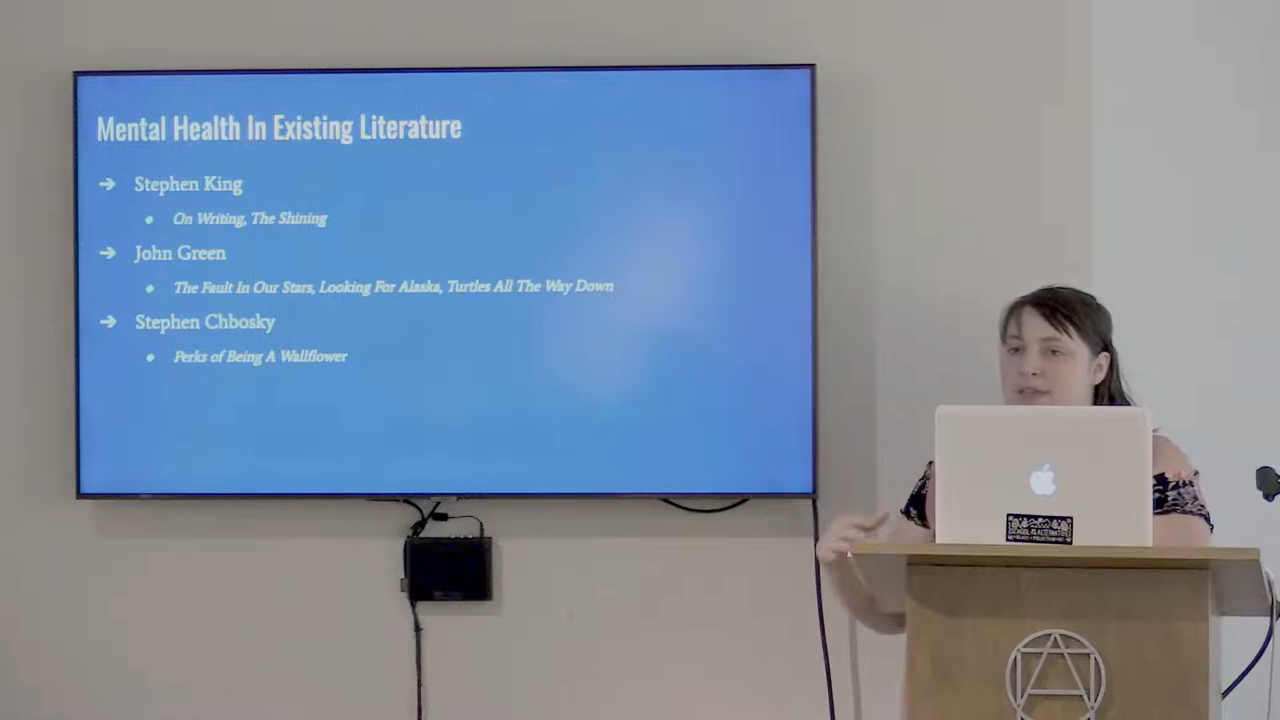 Mental Health In Existing Literature
➔ Stephen King
● On Writing, The Shining
➔ John Green
● The Fault In Our Stars, Looking For Alaska, Turtles All The Way Down
➔ Stephen Chbosky
● Perks of Being A Wallflower